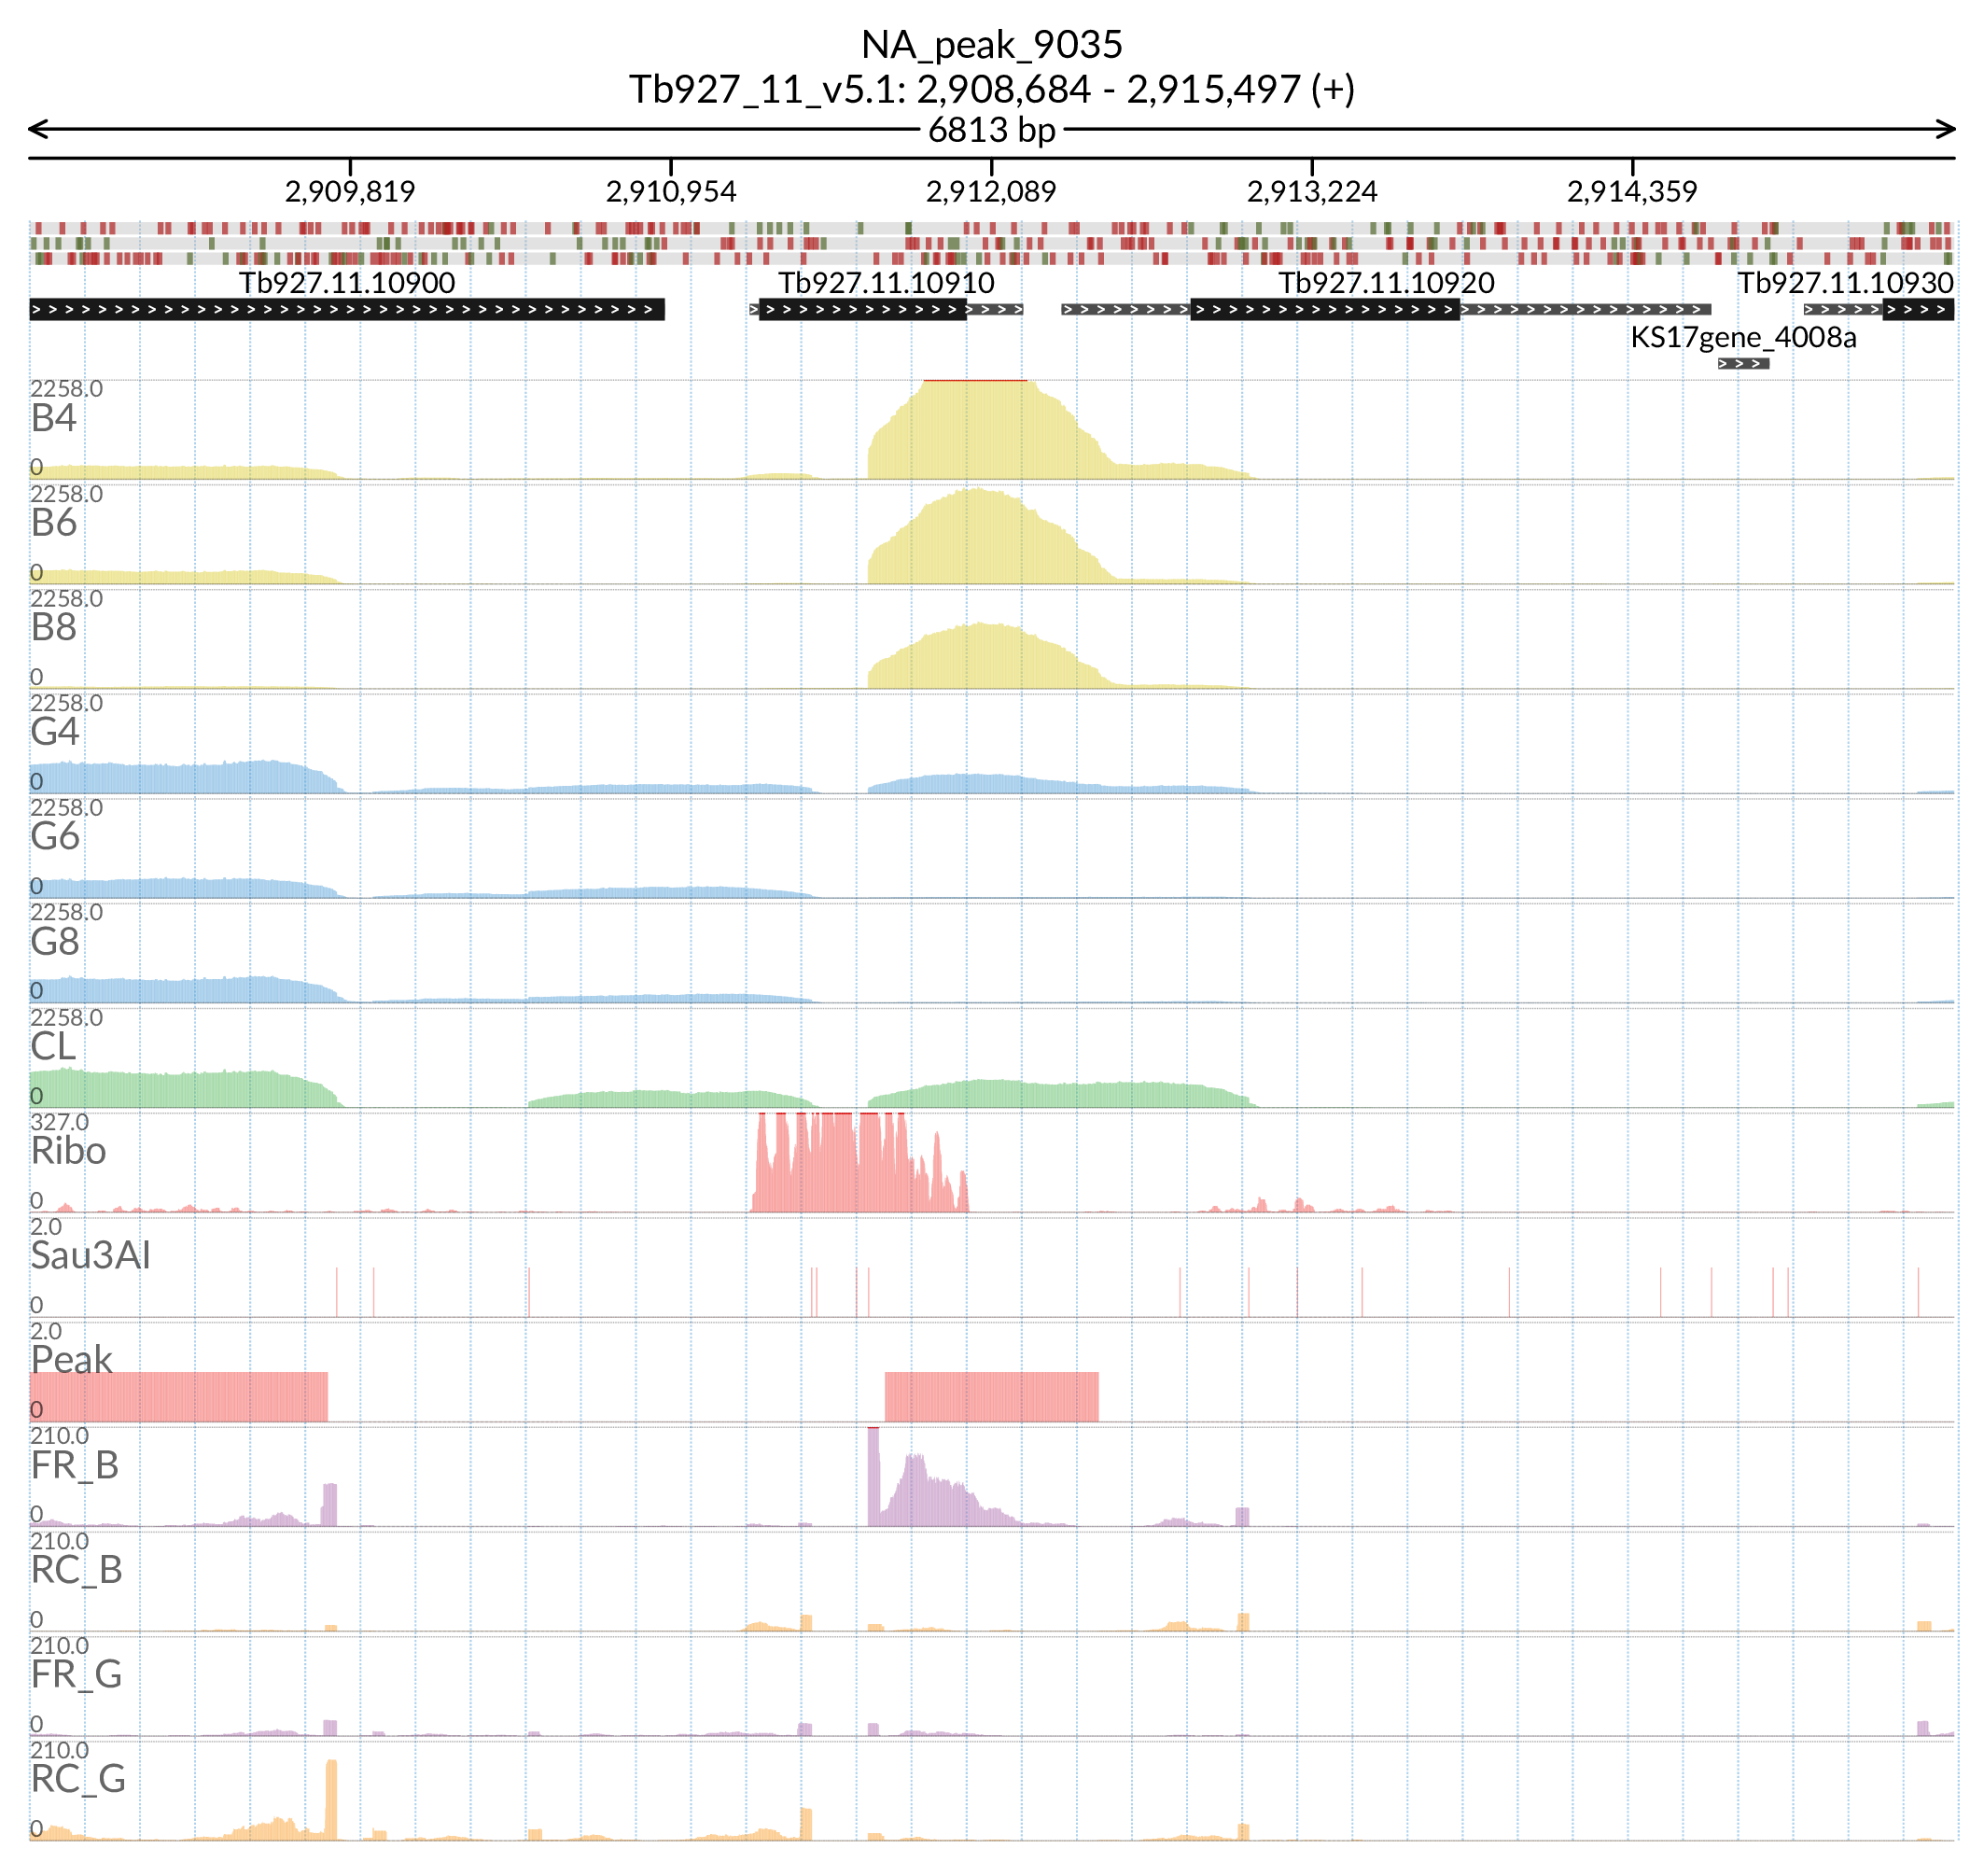 NA_peak_9035
Tb927_11_v5.1: 2,908,684 - 2,915,497 (+)
6813 bp
2,909,819 2,910,954 2,912,089 2,913,224 2,914,359
Tb927.11.10900 Tb927.11.10910 Tb927.11.10920 Tb927.11.10930
KS17gene_4008a
2258.0
B4
0
2258.0
B6
0
2258.0
B8
0
2258.0
G4
0
2258.0
G6
0
2258.0
G8
0
2258.0
CL
0
327.0
Ribo
0
2.0
Sau3AI
0
2.0
Peak
0
210.0
FR_B
0
210.0
RC_B
0
210.0
FR_G
0
210.0
RC_G
0